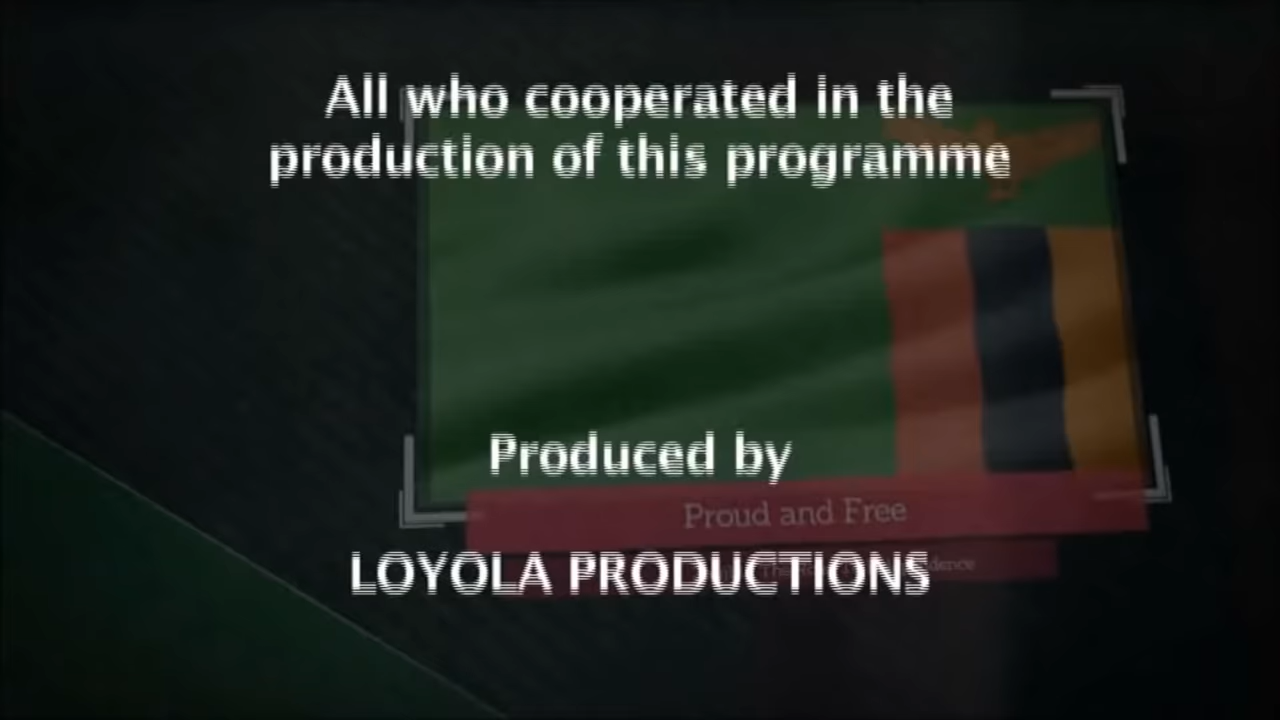 All who cooperated in the
production of this programme
Produced by
Proud and Free
LOYOLA PRODUCTIONS